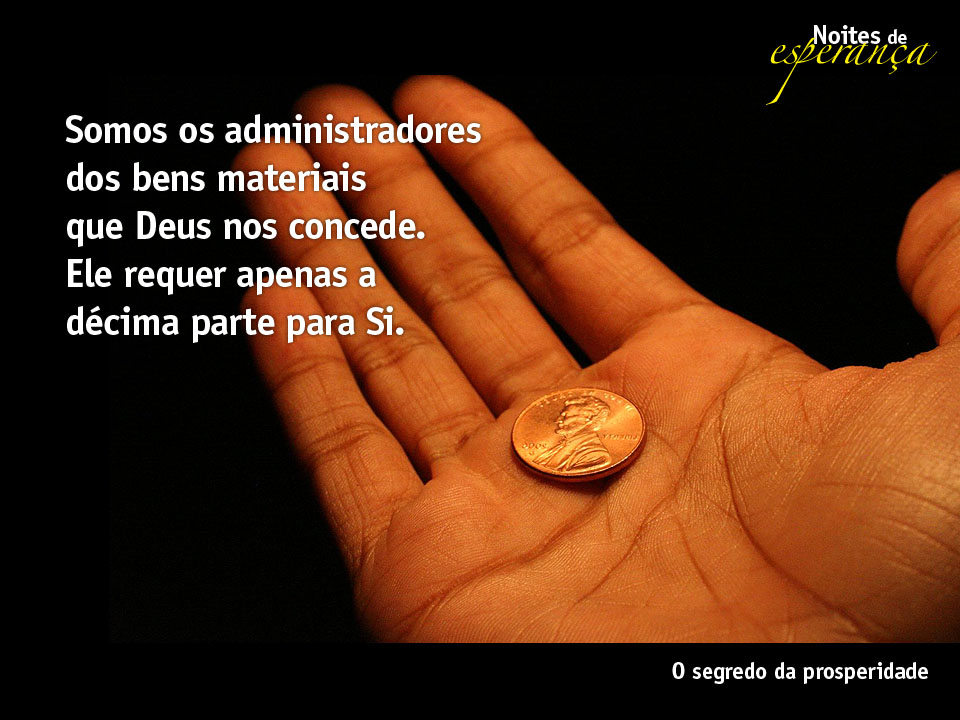 Noites de
esperança
Somos os administradores
dos bens materiais
que Deus nos concede.
Ele requer apenas a
décima parte para Si.
O segredo da prosperidade